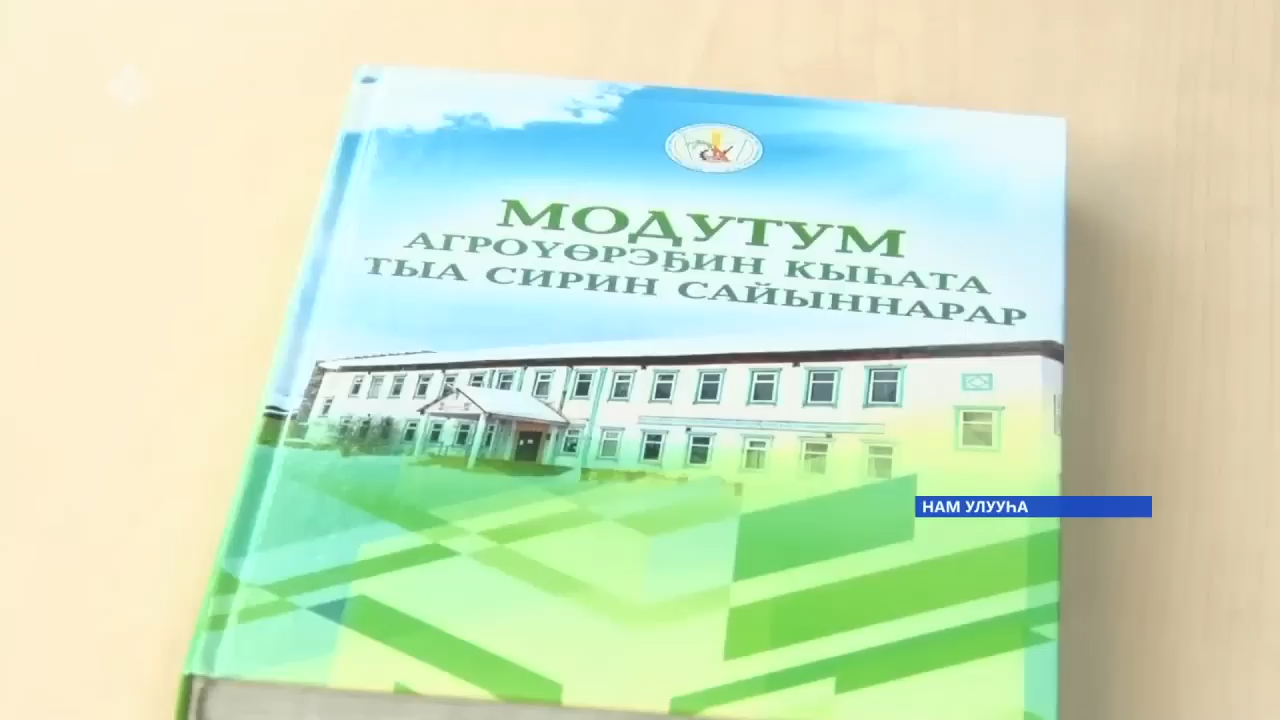 МОДУТУМ
АГРОҮӨРЭҔИН КЫҺАТА
ТЫА СИРИН САЙЫННАРАР
НАМ УЛУУҺА